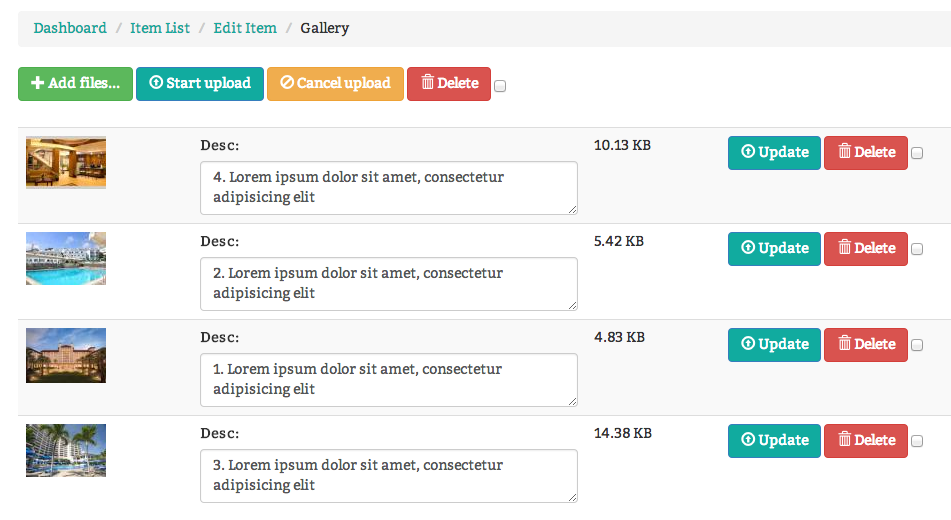 Dashboard / Item List / Edit Item / Gallery
Add files... Start upload Cancel upload Delete
Desc: 10.13 KB Update Delete
4. Lorem ipsum dolor sit amet, consectetur
adipisicing elit
Desc: 5.42 KB Update Delete
2. Lorem ipsum dolor sit amet, consectetur
adipisicing elit
Desc: 4.83 KB Update Delete
1. Lorem ipsum dolor sit amet, consectetur
adipisicing elit
Desc: 14.38 KB Update Delete
3. Lorem ipsum dolor sit amet, consectetur
adipisicing elit